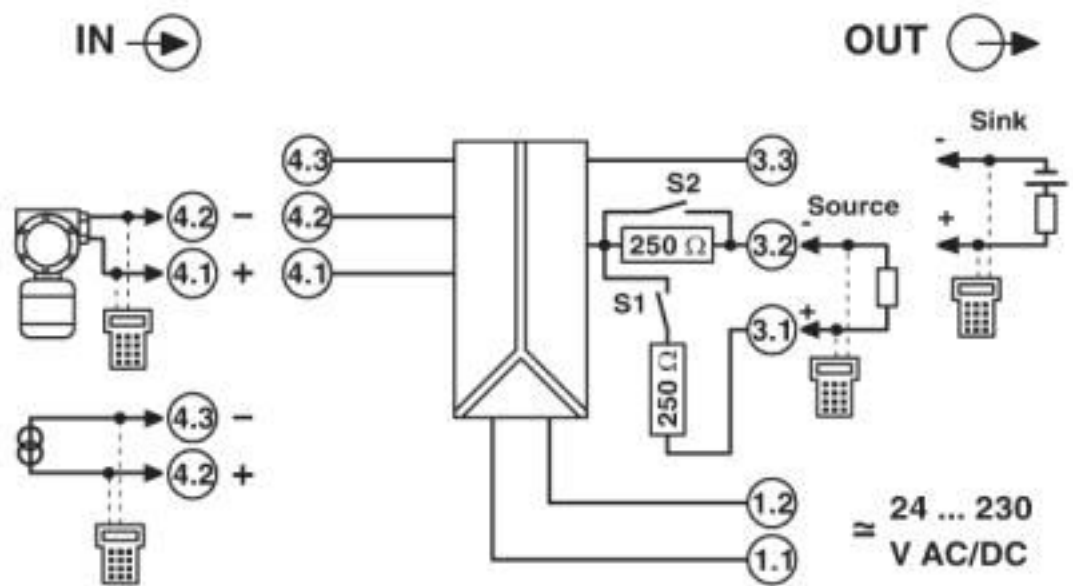 IN
OUT
Sink
-
4.3
3.3
S2
4.2 -
4.2
Source
+
250 Ω
3.2
-
4.1 +
4.1
S1
3.1
+
250 Ω
4.3 -
4.2 +
1.2
≅ 24 ... 230
1.1
V AC/DC